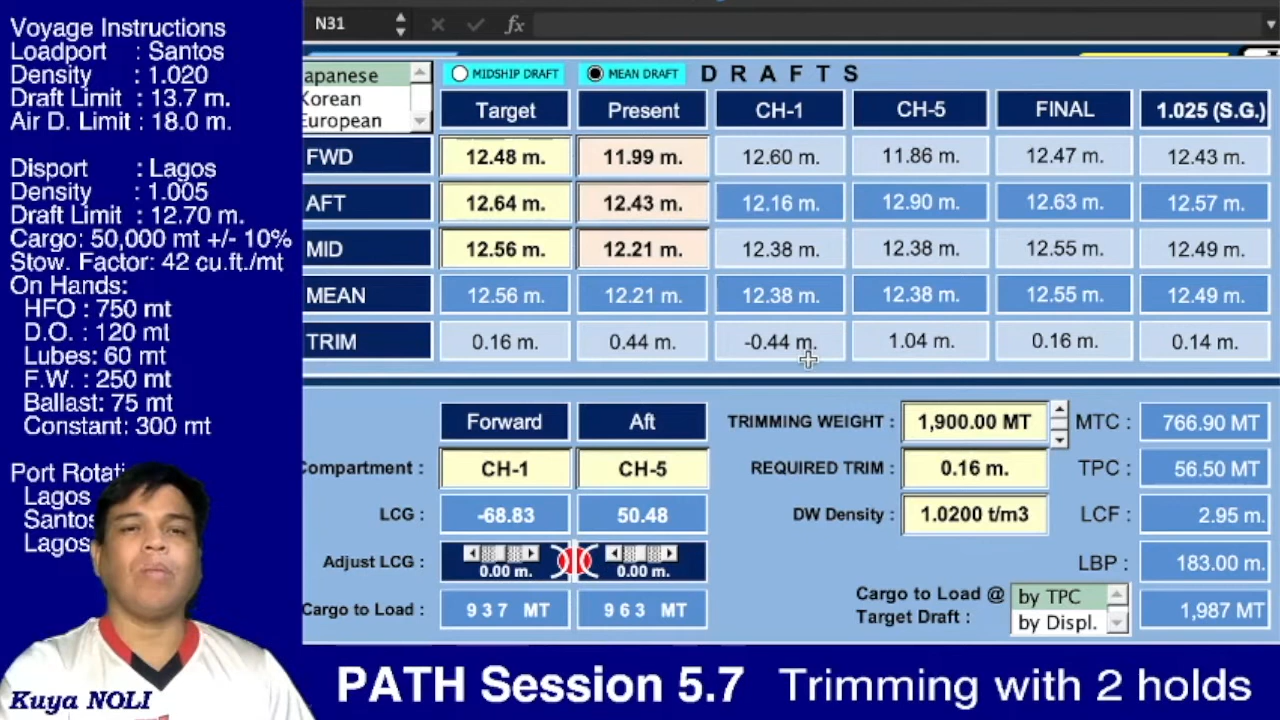 Voyage Instructions
Loadport : Santos
Density : 1.020
Draft Limit : 13.7 m.
Air D. Limit : 18.0 m.
Disport : Lagos
Density : 1.005
Draft Limit : 12.70 m.
Cargo: 50,000 mt +/- 10%
Stow. Factor: 42 cu.ft./mt
On Hands:
HFO : 750 mt
D.O. : 120 mt
Lubes: 60 mt
F.W. : 250 mt
Ballast: 75 mt
Constant: 300 mt
Port Rotati
Lagos
Santos
Lagos
Kuya NOLI
N31 fx
apanese
Korean
European
MIDSHIP DRAFT MEAN DRAFT DRAFTS
Target Present CH-1 CH-5 FINAL 1.025 (S.G.)
FWD 12.48 m. 11.99 m. 12.60 m. 11.86 m. 12.47 m. 12.43 m.
AFT 12.64 m. 12.43 m. 12.16 m. 12.90 m. 12.63 m. 12.57 m.
MID 12.56 m. 12.21 m. 12.38 m. 12.38 m. 12.55 m. 12.49 m.
MEAN 12.56 m. 12.21 m. 12.38 m. 12.38 m. 12.55 m. 12.49 m.
TRIM 0.16 m. 0.44 m. -0.44 m. 1.04 m. 0.16 m. 0.14 m.
Forward Aft TRIMMING WEIGHT : 1,900.00 MT MTC : 766.90 MT
Compartment : CH-1 CH-5 REQUIRED TRIM : 0.16 m. TPC : 56.50 MT
LCG : -68.83 50.48 DW Density : 1.0200 t/m3 LCF : 2.95 m.
Adjust LCG : 0.00 m. 0.00 m. LBP : 183.00 m.
Cargo to Load : 937 MT 963 MT Cargo to Load @ Target Draft : by TPC by Displ. 1,987 MT
PATH Session 5.7 Trimming with 2 holds